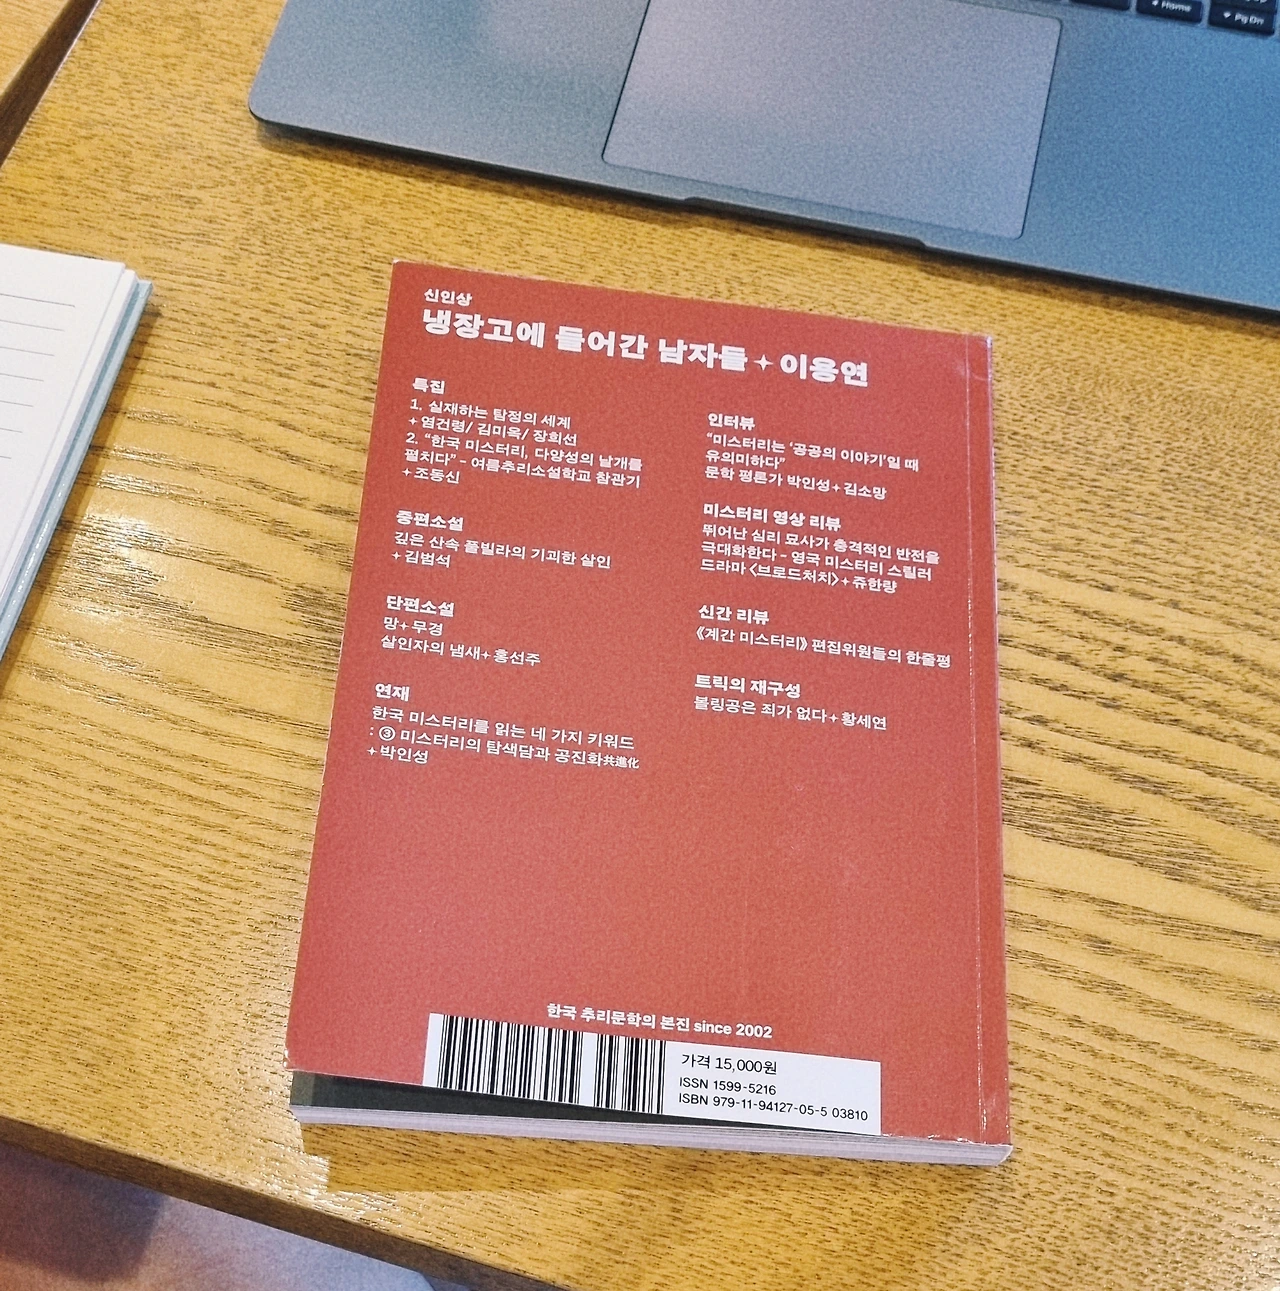 Home
PgDn
신인상
냉장고에 들어간 남자들 + 이용연
특집
1. 실재하는 탐정의 세계
+ 염건령/ 김미옥/ 장희선
2. “한국 미스터리, 다양성의 날개를
펼치다” - 여름추리소설학교 참관기
+ 조동신
중편소설
깊은 산속 풀빌라의 기괴한 살인
+ 김범석
단편소설
망+무경
살인자의 냄새+홍선주
연재
한국 미스터리를 읽는 네 가지 키워드
: ③ 미스터리의 탐색담과 공진화共進化
+ 박인성
인터뷰
“미스터리는 ‘공공의 이야기’일 때
유의미하다”
문학 평론가 박인성+김소망
미스터리 영상 리뷰
뛰어난 심리 묘사가 충격적인 반전을
극대화한다 - 영국 미스터리 스릴러
드라마 〈브로드처치〉+쥬한량
신간 리뷰
《계간 미스터리》 편집위원들의 한줄평
트릭의 재구성
볼링공은 죄가 없다+황세연
한국 추리문학의 본진 since 2002
가격 15,000원
ISSN 1599-5216
ISBN 979-11-94127-05-5 03810